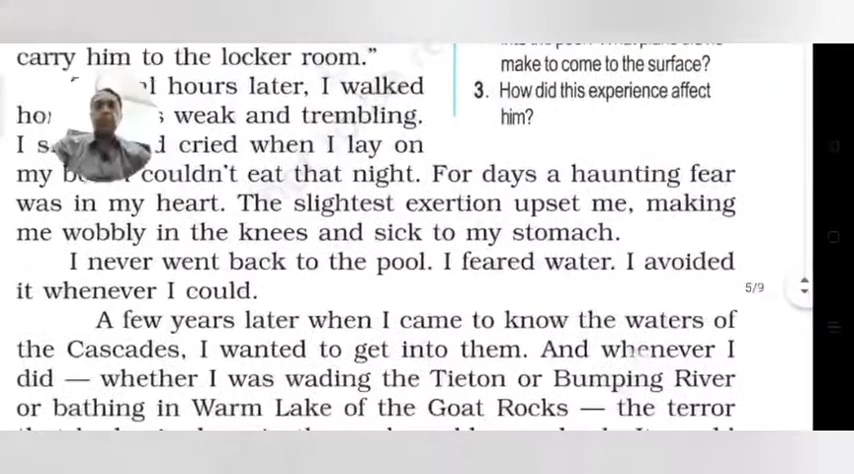 carry him to the locker room."
hours later, I walked
weak and trembling.
I cried when I lay on
my couldn't eat that night. For days a haunting fear
was in my heart. The slightest exertion upset me, making
me wobbly in the knees and sick to my stomach.
I never went back to the pool. I feared water. I avoided
it whenever I could.
A few years later when I came to know the waters of
the Cascades, I wanted to get into them. And whenever I
did — whether I was wading the Tieton or Bumping River
or bathing in Warm Lake of the Goat Rocks — the terror
make to come to the surface?
3. How did this experience affect
him?
5/9